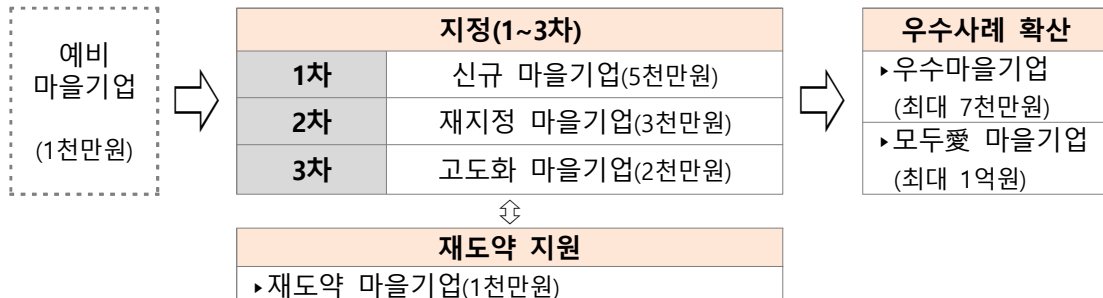 예비
마을기업
(1천만원)
지정(1~3차)
1차 신규 마을기업(5천만원)
2차 재지정 마을기업(3천만원)
3차 고도화 마을기업(2천만원)
재도약 지원
▸재도약 마을기업(1천만원)
우수사례 확산
▸우수마을기업
(최대 7천만원)
▸모두愛 마을기업
(최대 1억원)